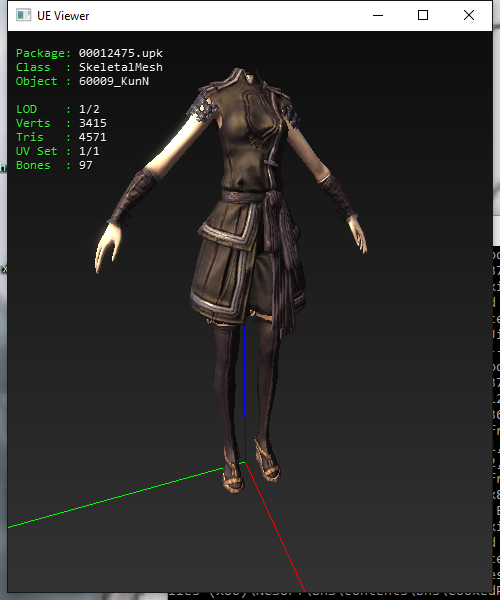 UE Viewer
Package: 00012475.upk
Class  : SkeletalMesh
Object : 60009_KunN
LOD    : 1/2
Verts  : 3415
Tris   : 4571
UV Set : 1/1
Bones  : 97